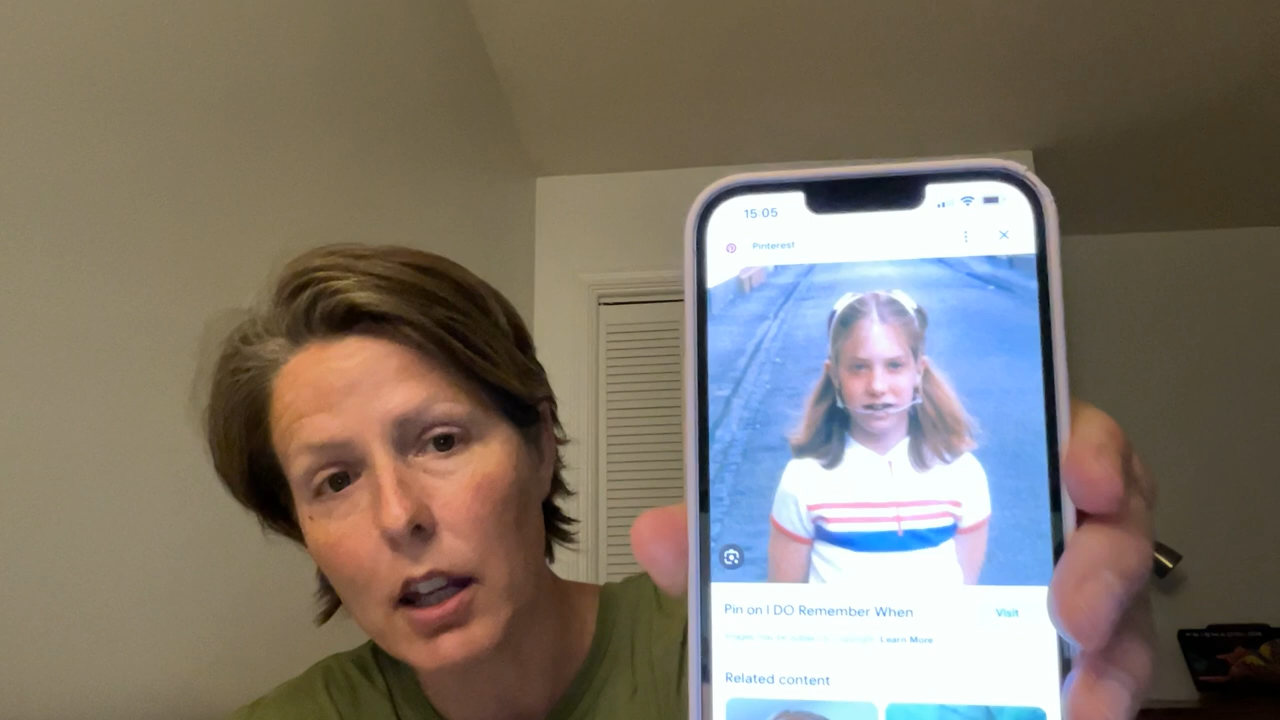 15:05
Pinterest
Pin on I DO Remember When
Visit
Learn More
Related content